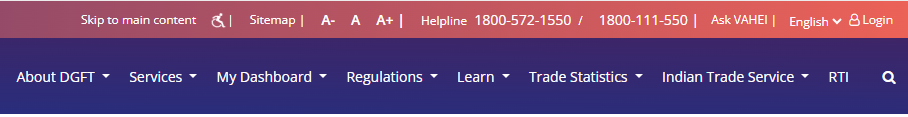 Skip to main content | Sitemap | A- A A+ | Helpline 1800-572-1550 / 1800-111-550 | Ask VAHEI | English Login
About DGFT Services My Dashboard Regulations Learn Trade Statistics Indian Trade Service RTI